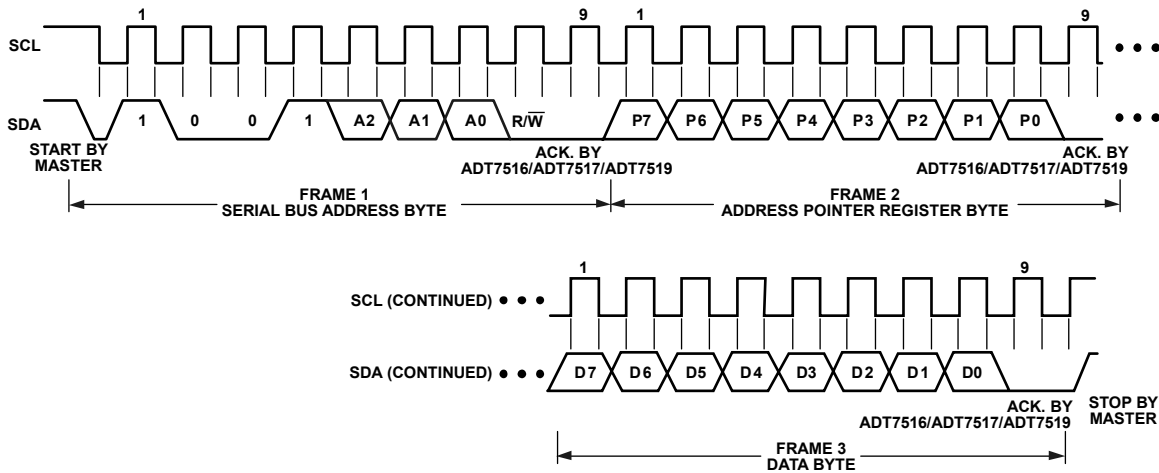 1 9 1 9
SCL
SDA 1 0 0 1 A2 A1 A0 R/W̅ P7 P6 P5 P4 P3 P2 P1 P0
START BY
MASTER
ACK. BY
ADT7516/ADT7517/ADT7519
ACK. BY
ADT7516/ADT7517/ADT7519
FRAME 1
SERIAL BUS ADDRESS BYTE
FRAME 2
ADDRESS POINTER REGISTER BYTE
1 9
SCL (CONTINUED)
SDA (CONTINUED) D7 D6 D5 D4 D3 D2 D1 D0
ACK. BY
ADT7516/ADT7517/ADT7519
STOP BY
MASTER
FRAME 3
DATA BYTE